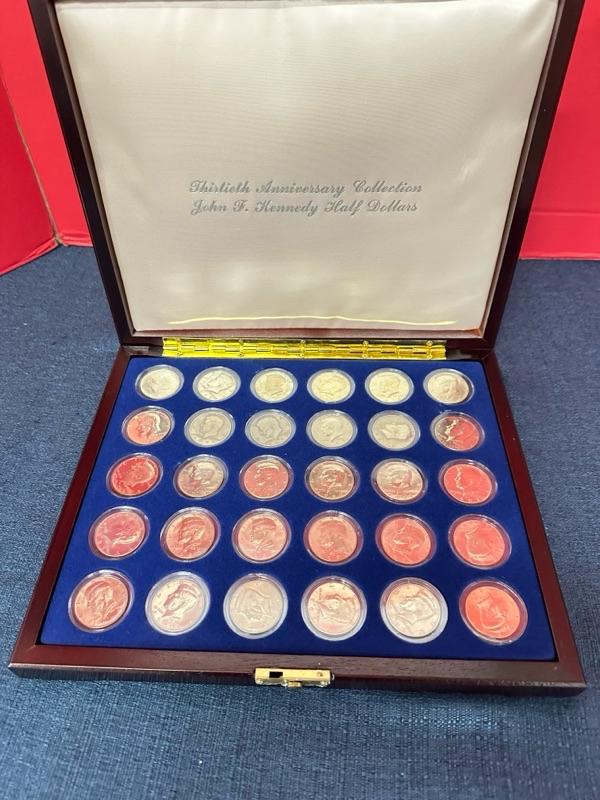 Thirtieth Anniversary Collection
John F. Kennedy Half Dollars